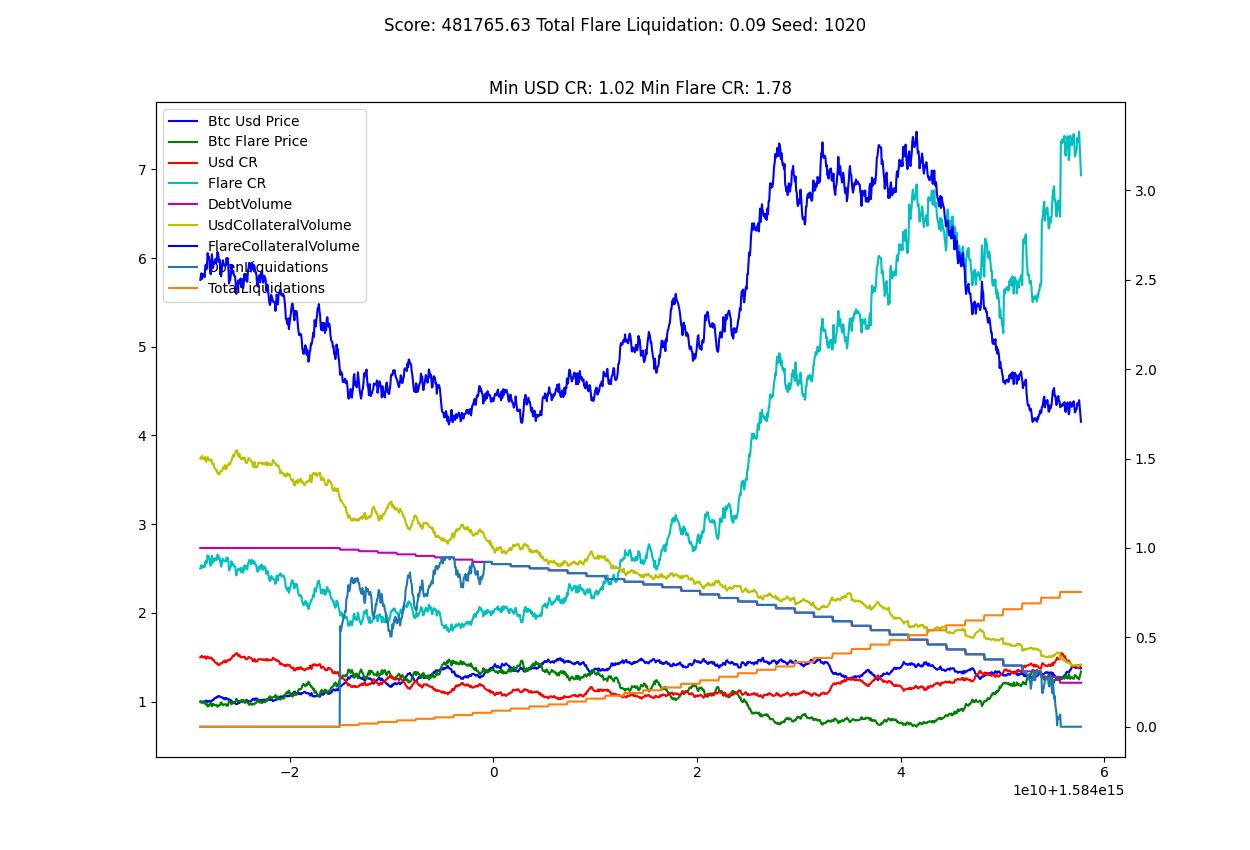 Score: 481765.63 Total Flare Liquidation: 0.09 Seed: 1020
Min USD CR: 1.02 Min Flare CR: 1.78
Btc Usd Price
Btc Flare Price
Usd CR
Flare CR
DebtVolume
UsdCollateralVolume
FlareCollateralVolume
OpenLiquidations
TotalLiquidations
7
6
5
4
3
2
1
3.0
2.5
2.0
1.5
1.0
0.5
0.0
−2
0
2
4
6
1e10+1.584e15